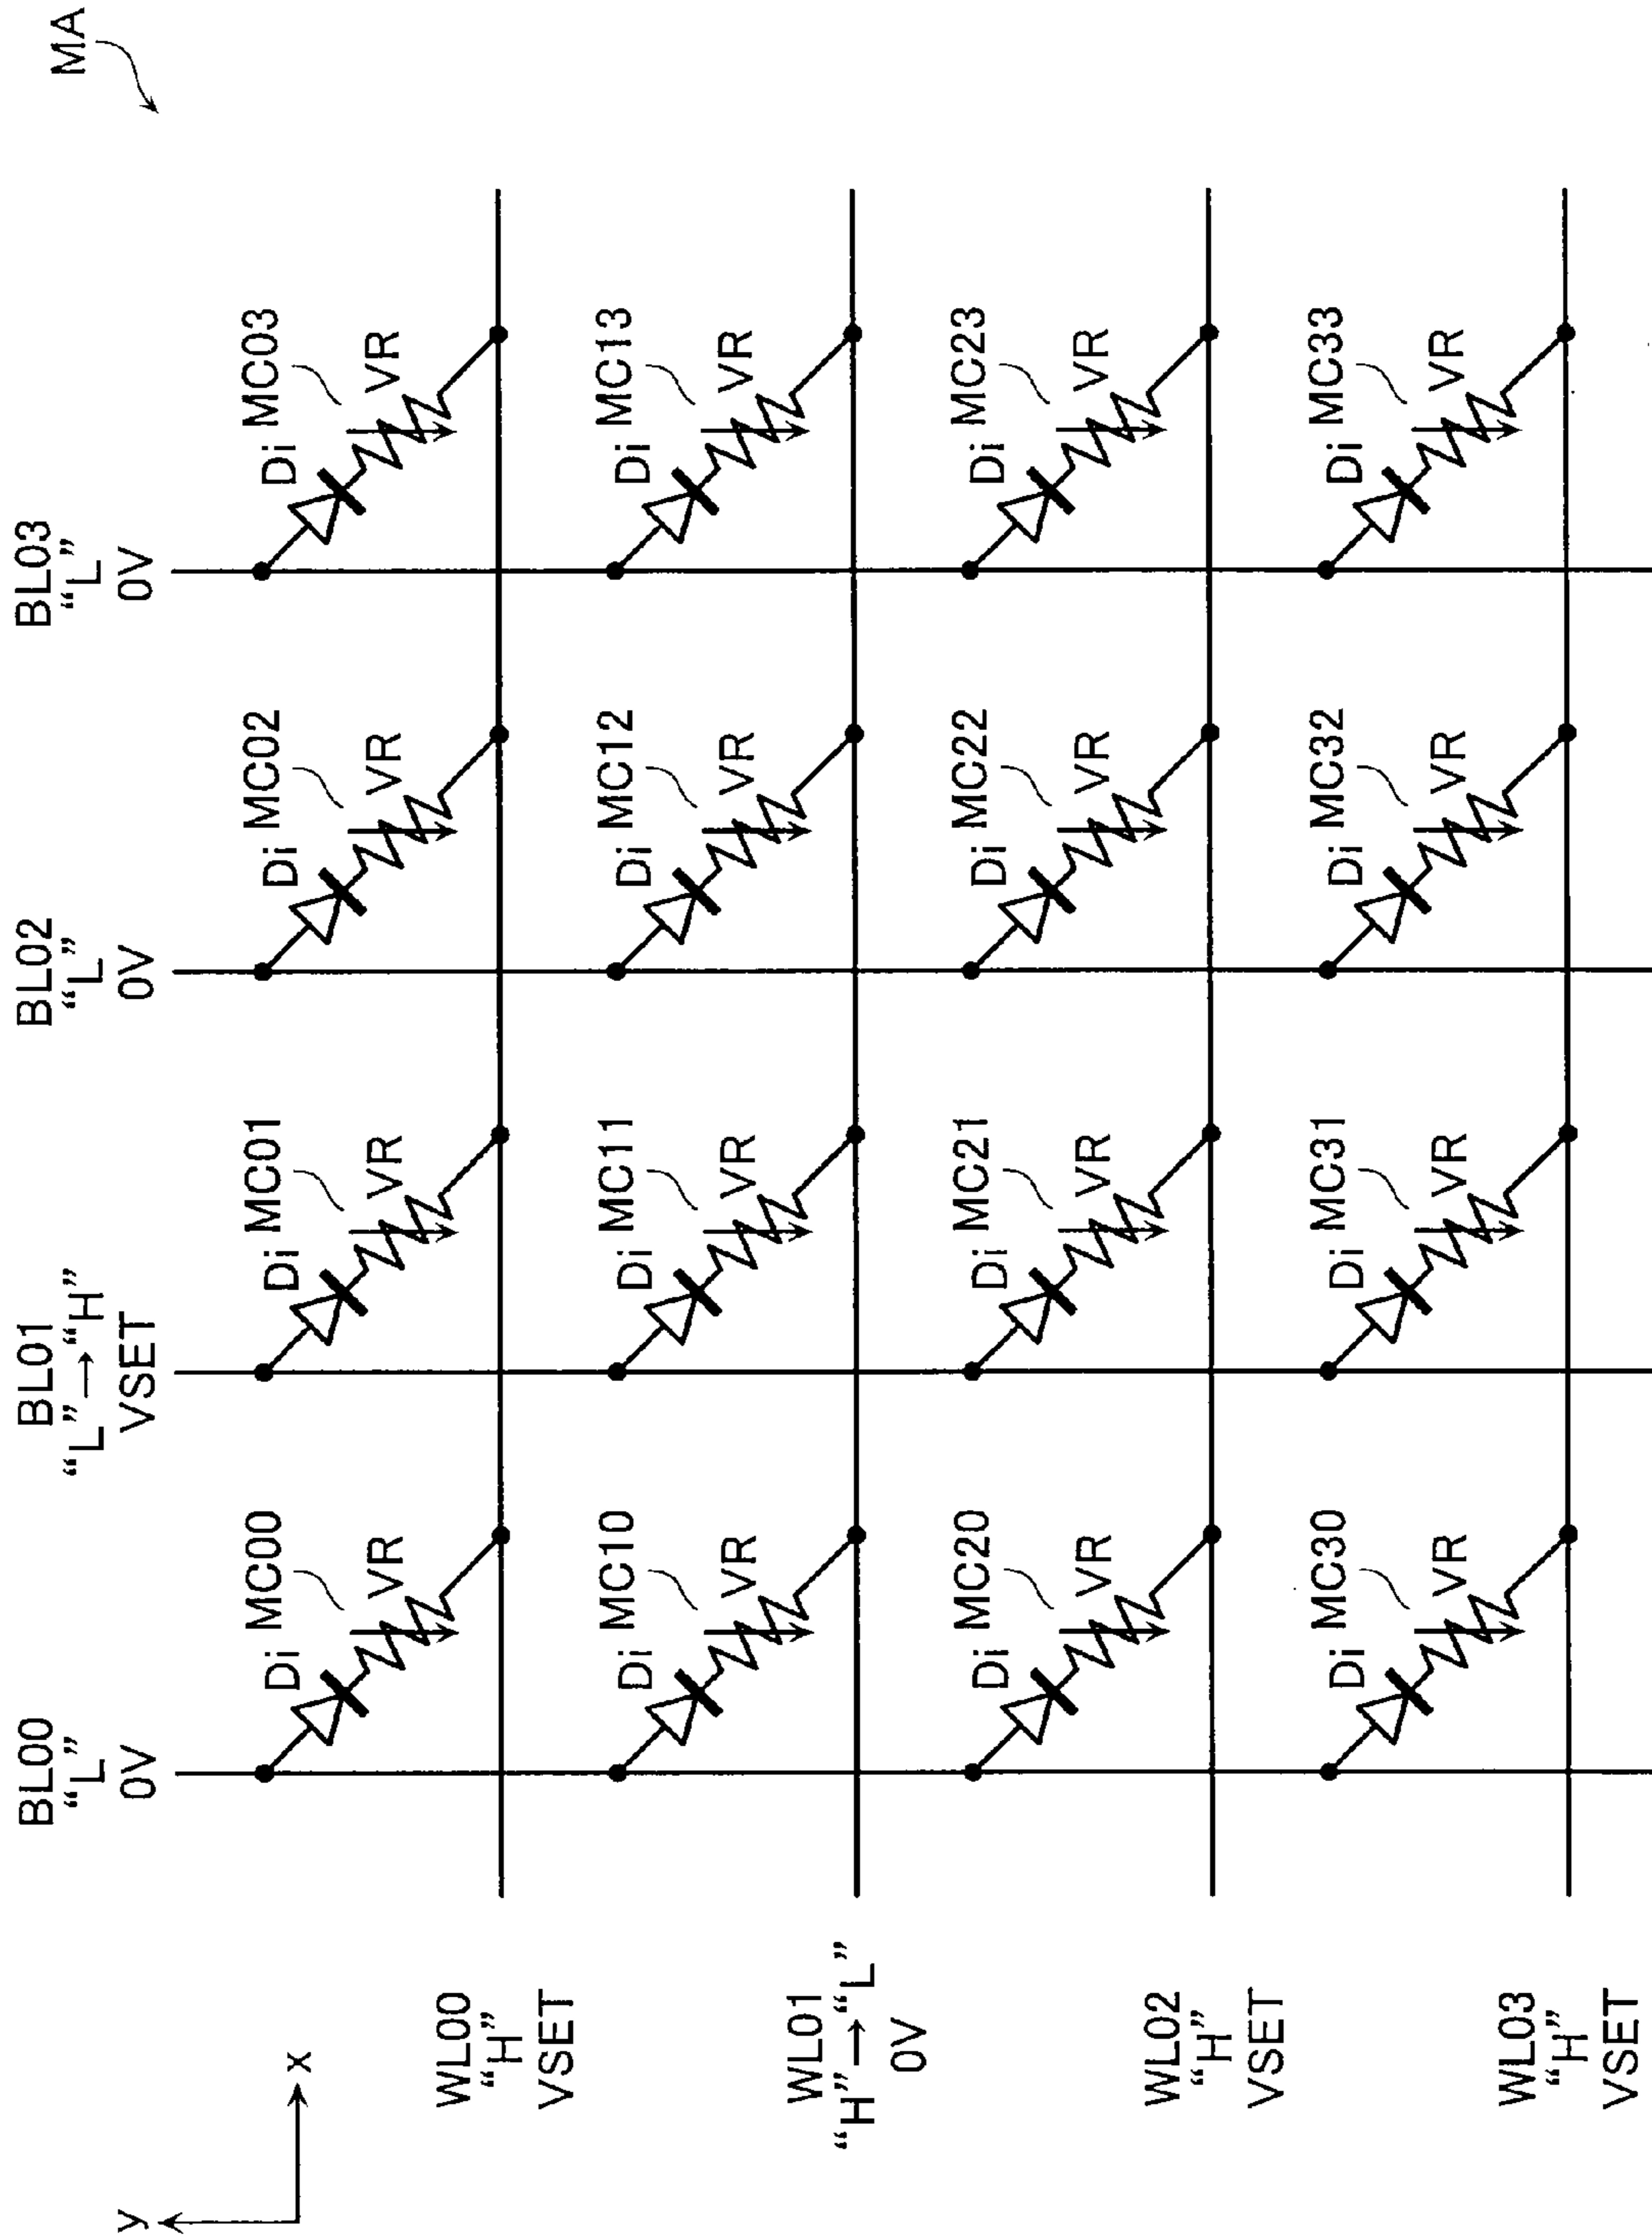 MA
BL00
“L”
0V
BL01
“L”→“H”
VSET
BL02
“L”
0V
BL03
“L”
0V
y
x
WL00
“H”
VSET
Di
MC00
VR
Di
MC01
VR
Di
MC02
VR
Di
MC03
VR
WL01
“H”→“L”
0V
Di
MC10
VR
Di
MC11
VR
Di
MC12
VR
Di
MC13
VR
WL02
“H”
VSET
Di
MC20
VR
Di
MC21
VR
Di
MC22
VR
Di
MC23
VR
WL03
“H”
VSET
Di
MC30
VR
Di
MC31
VR
Di
MC32
VR
Di
MC33
VR